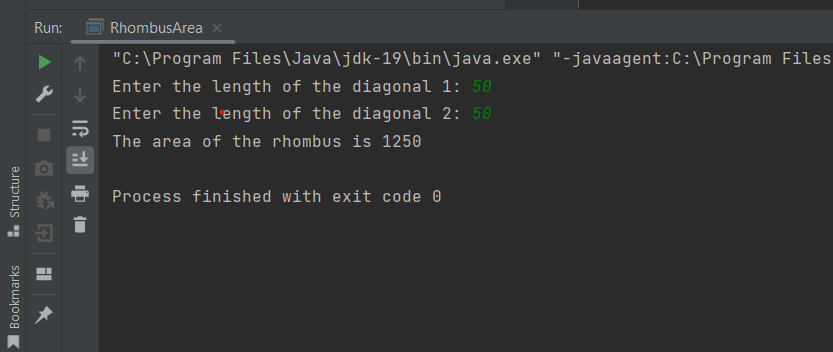 Run: RhombusArea
"C:\Program Files\Java\jdk-19\bin\java.exe" "-javaagent:C:\Program Files
Enter the length of the diagonal 1: 50
Enter the length of the diagonal 2: 50
The area of the rhombus is 1250
Process finished with exit code 0
Structure
Bookmarks